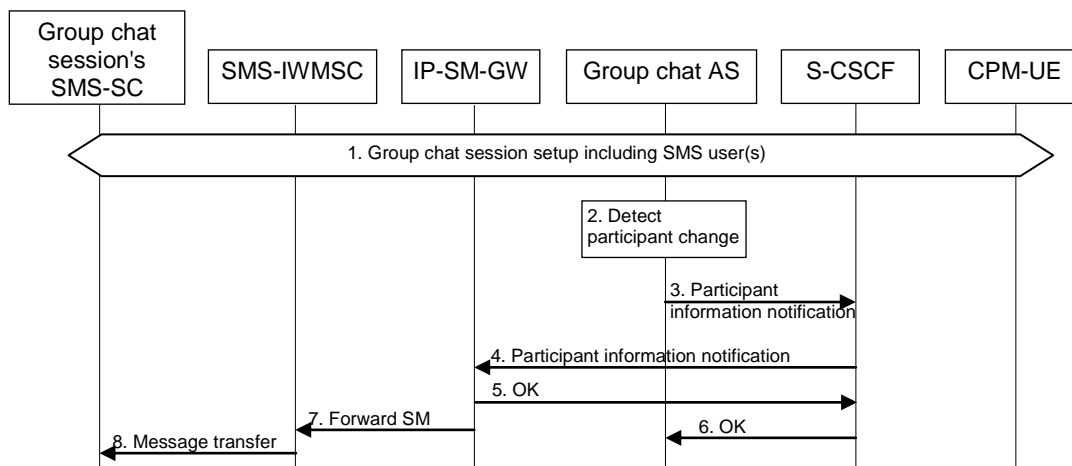 Group chat
session's
SMS-SC
SMS-IWMSC
IP-SM-GW
Group chat AS
S-CSCF
CPM-UE
1. Group chat session setup including SMS user(s)
2. Detect
participant change
3. Participant
information notification
4. Participant information notification
5. OK
7. Forward SM
6. OK
8. Message transfer